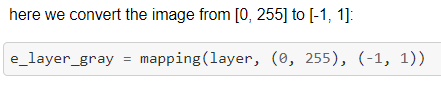 here we convert the image from [0, 255] to [-1, 1]:
e_layer_gray = mapping(layer, (0, 255), (-1, 1))